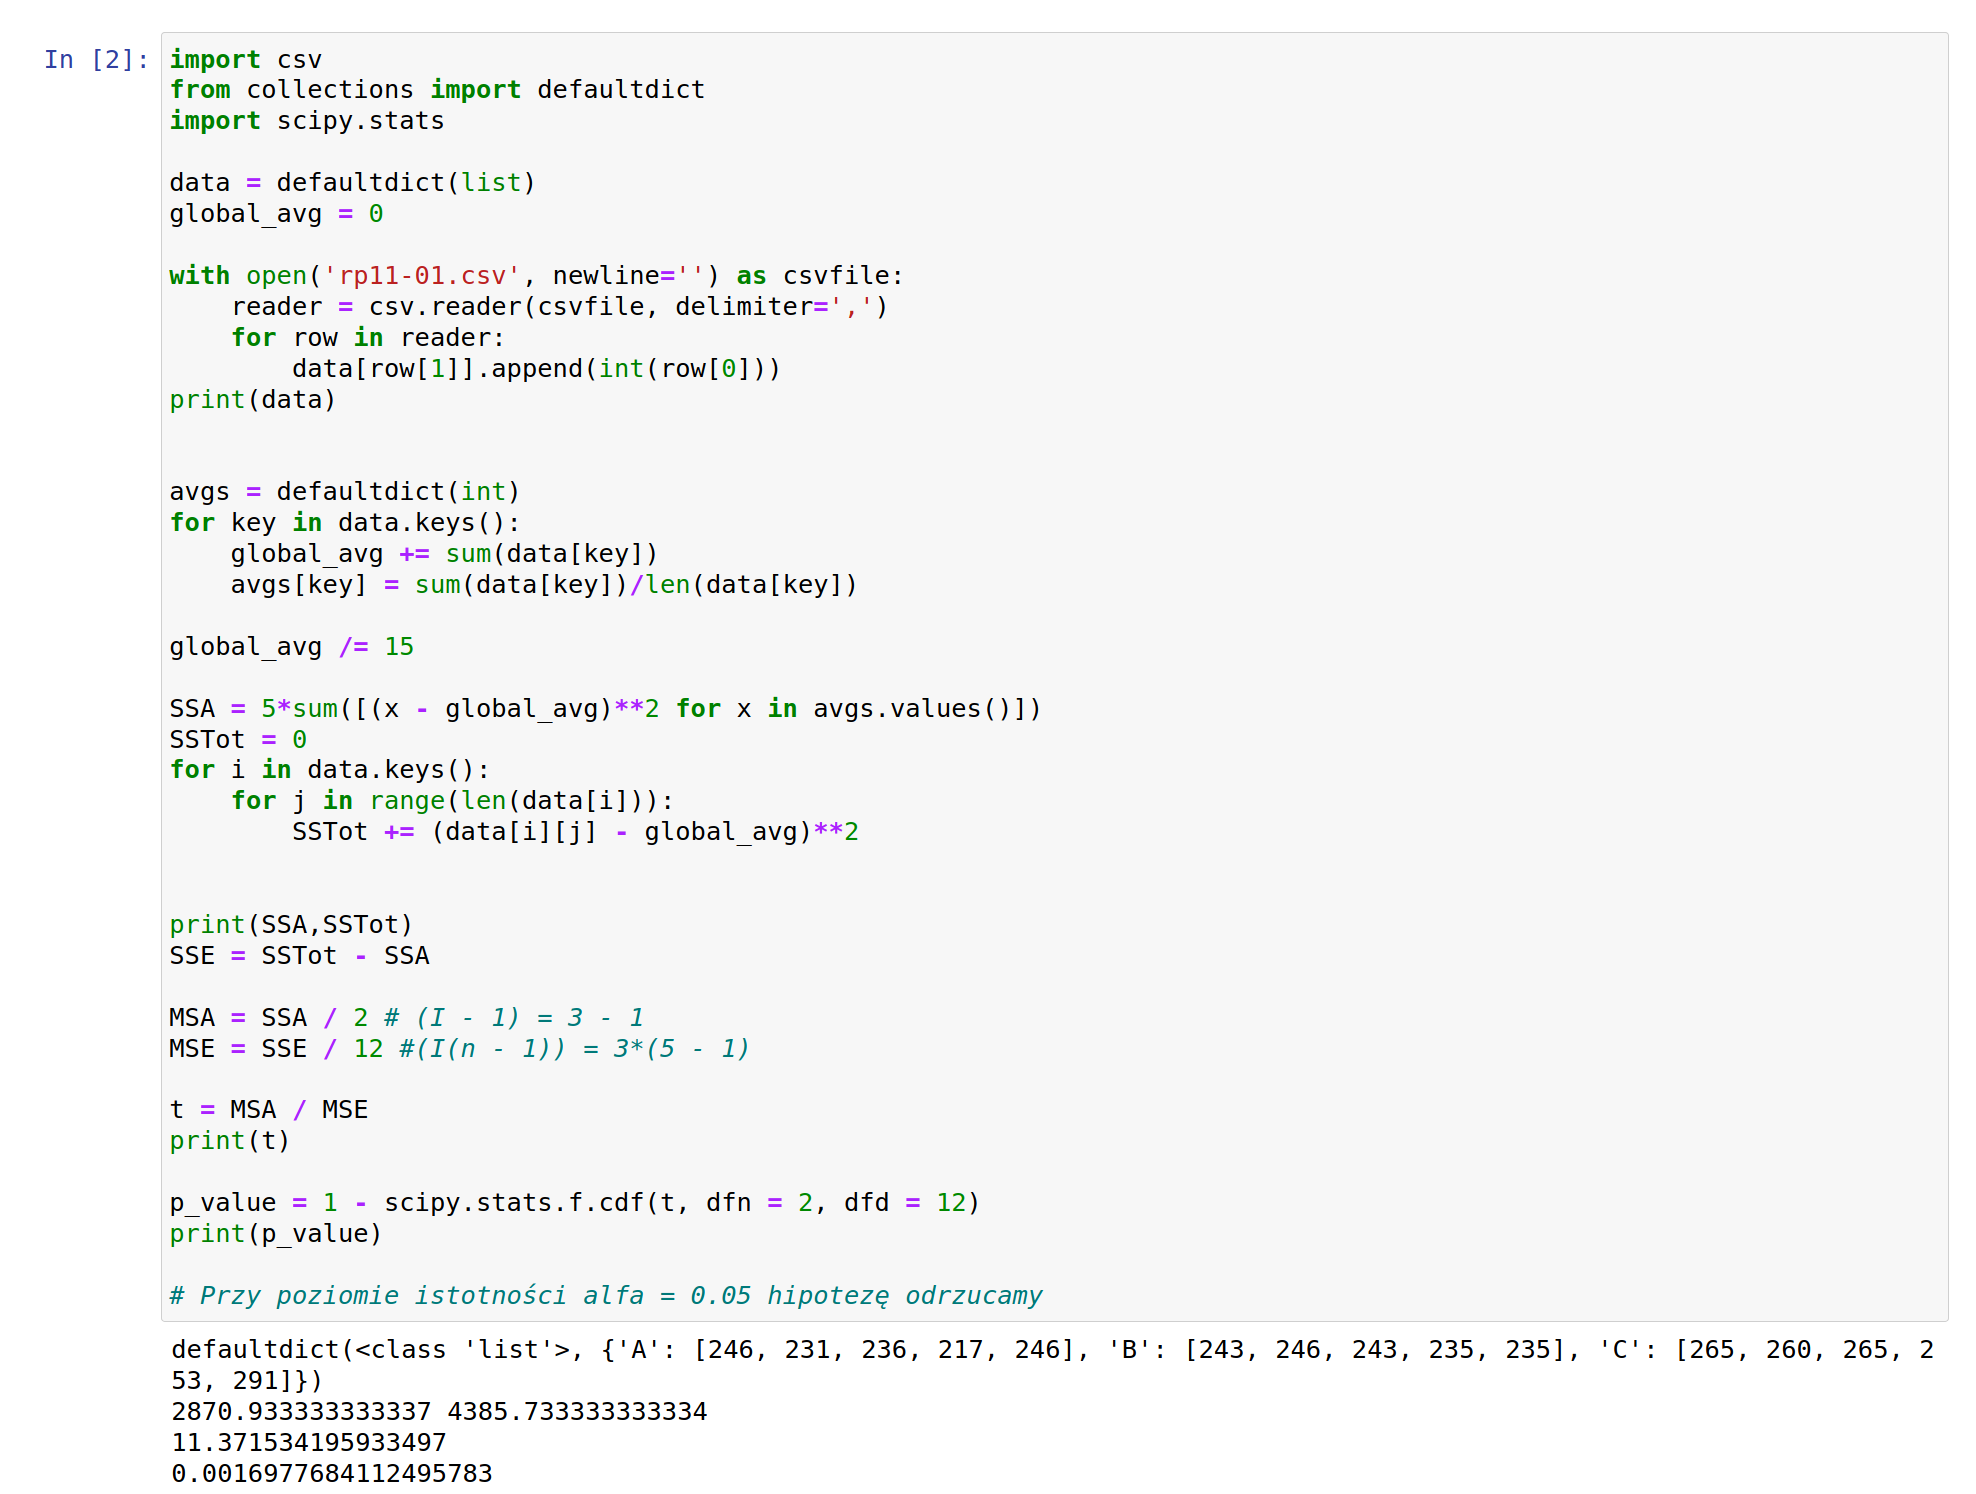 In [2]: import csv
from collections import defaultdict
import scipy.stats

data = defaultdict(list)
global_avg = 0

with open('rp11-01.csv', newline='') as csvfile:
    reader = csv.reader(csvfile, delimiter=',')
    for row in reader:
        data[row[1]].append(int(row[0]))
print(data)

avgs = defaultdict(int)
for key in data.keys():
    global_avg += sum(data[key])
    avgs[key] = sum(data[key])/len(data[key])

global_avg /= 15

SSA = 5*sum([(x - global_avg)**2 for x in avgs.values()])
SSTot = 0
for i in data.keys():
    for j in range(len(data[i])):
        SSTot += (data[i][j] - global_avg)**2

print(SSA,SSTot)
SSE = SSTot - SSA

MSA = SSA / 2 # (I - 1) = 3 - 1
MSE = SSE / 12 #(I(n - 1)) = 3*(5 - 1)

t = MSA / MSE
print(t)

p_value = 1 - scipy.stats.f.cdf(t, dfn = 2, dfd = 12)
print(p_value)

# Przy poziomie istotności alfa = 0.05 hipotezę odrzucamy
defaultdict(<class 'list'>, {'A': [246, 231, 236, 217, 246], 'B': [243, 246, 243, 235, 235], 'C': [265, 260, 265, 2
53, 291]})
2870.933333333337 4385.733333333334
11.371534195933497
0.0016977684112495783